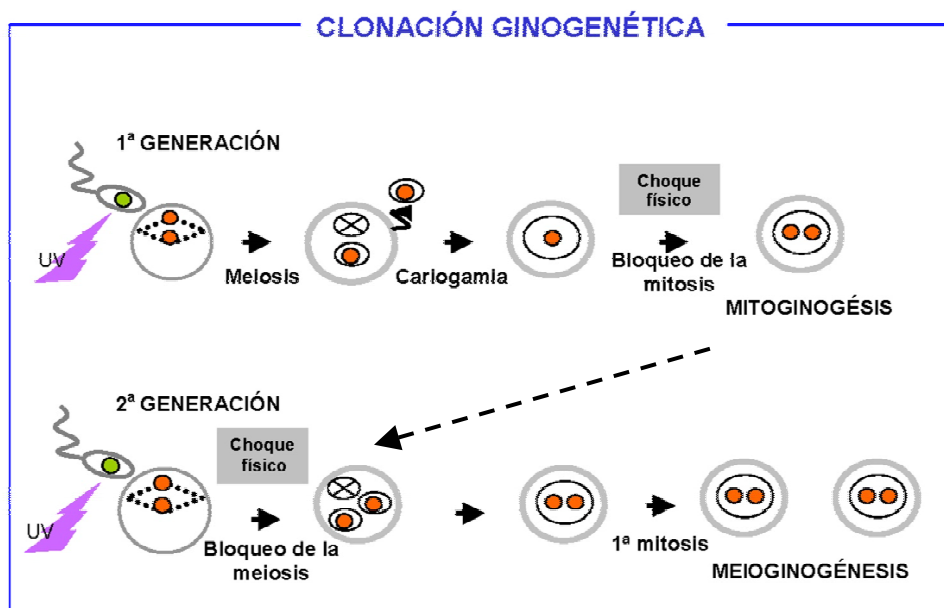 CLONACIÓN GINOGENÉTICA
1ª GENERACIÓN
UV
Meiosis
Cariogamia
Choque
físico
Bloqueo de la
mitosis
MITOGINOGÉSIS
2ª GENERACIÓN
UV
Choque
físico
Bloqueo de la
meiosis
1ª mitosis
MEIOGINOGÉNESIS